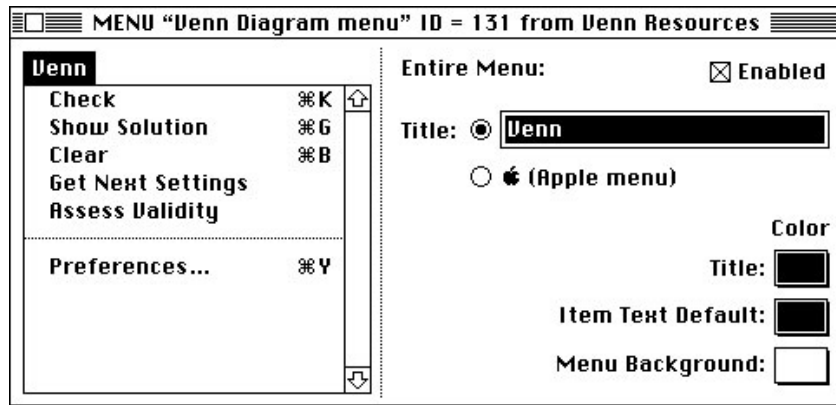 MENU “Venn Diagram menu” ID = 131 from Venn Resources
Venn
Check ⌘K
Show Solution ⌘G
Clear ⌘B
Get Next Settings
Assess Validity
Preferences... ⌘Y
Entire Menu: Enabled
Title: Venn
(Apple menu)
Color
Title:
Item Text Default:
Menu Background: